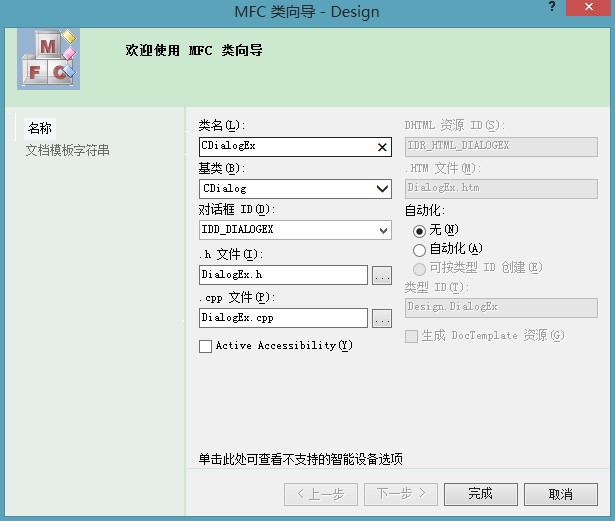 MFC 类向导 - Design
? ×
M
F C
欢迎使用 MFC 类向导
名称
文档模板字符串
类名(L):
CDialogEx
基类(B):
CDialog
对话框 ID(D):
IDD_DIALOGEX
.h 文件(I):
DialogEx.h
...
.cpp 文件(P):
DialogEx.cpp
...
Active Accessibility(Y)
DHTML 资源 ID(S):
IDR_HTML_DIALOGEX
.HTM 文件(M):
DialogEx.htm
自动化:
无(N)
自动化(A)
可按类型 ID 创建(E)
类型 ID(T):
Design.DialogEx
生成 DocTemplate 资源(G)
单击此处可查看不支持的智能设备选项
< 上一步
下一步 >
完成
取消